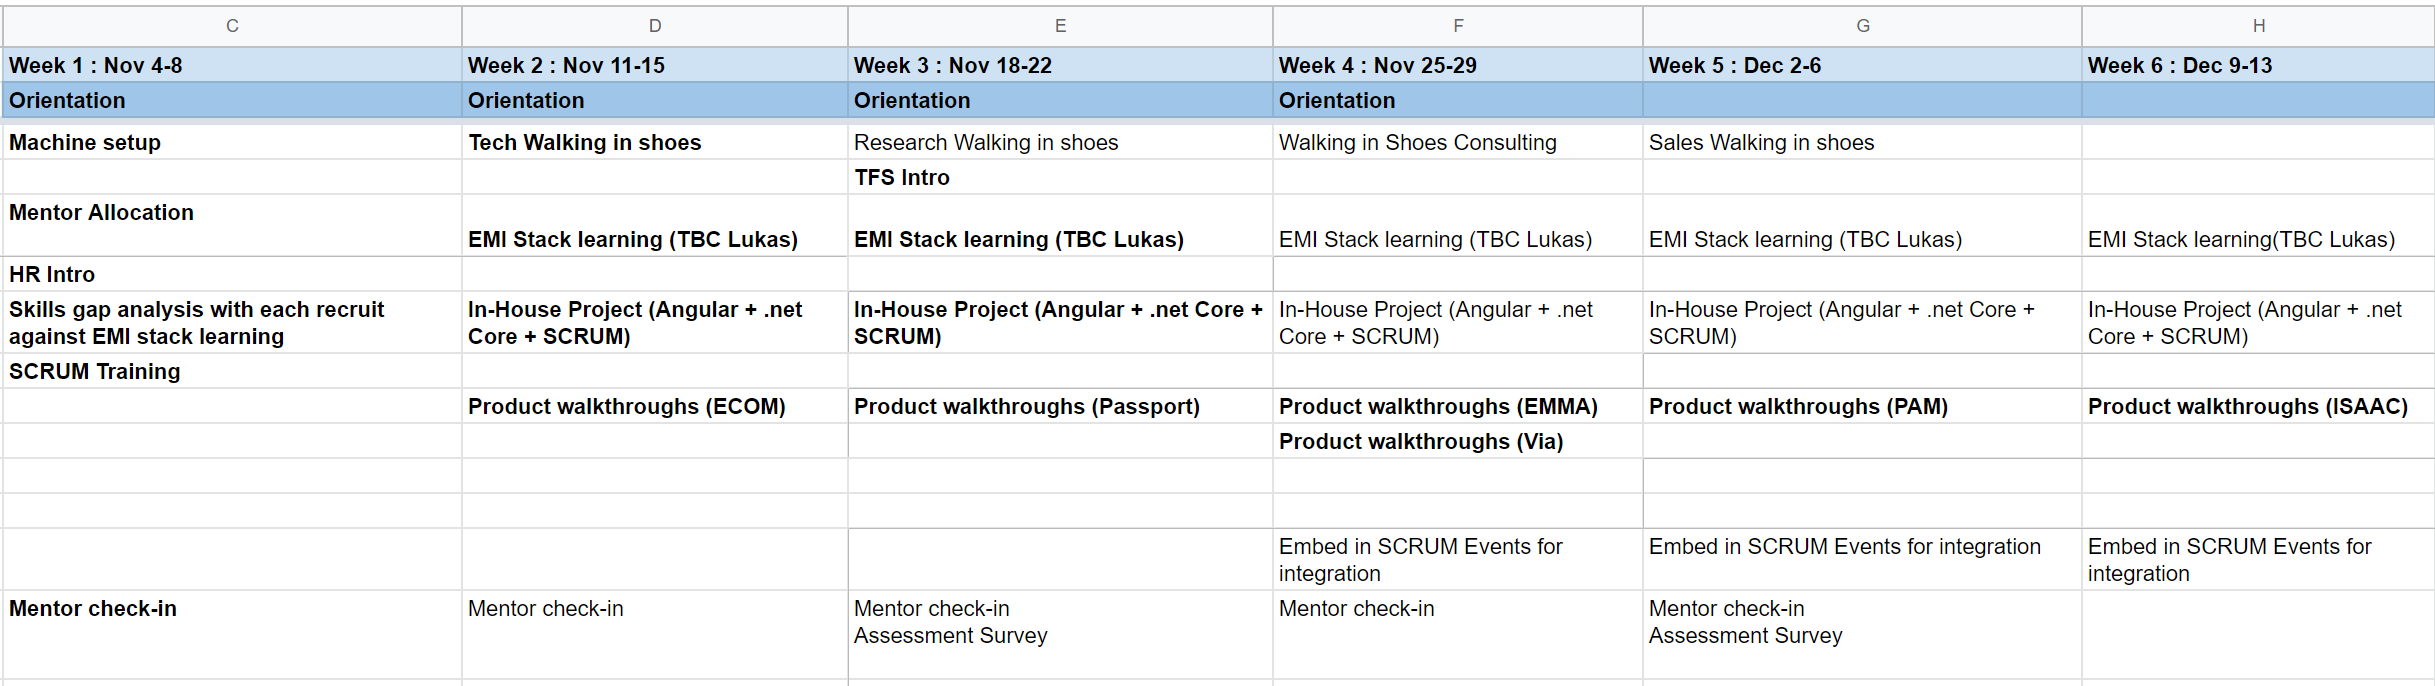 C D E F G H
Week 1 : Nov 4-8 Week 2 : Nov 11-15 Week 3 : Nov 18-22 Week 4 : Nov 25-29 Week 5 : Dec 2-6 Week 6 : Dec 9-13
Orientation Orientation Orientation Orientation
Machine setup Tech Walking in shoes Research Walking in shoes Walking in Shoes Consulting Sales Walking in shoes
TFS Intro
Mentor Allocation
EMI Stack learning (TBC Lukas) EMI Stack learning (TBC Lukas) EMI Stack learning (TBC Lukas) EMI Stack learning (TBC Lukas) EMI Stack learning(TBC Lukas)
HR Intro
Skills gap analysis with each recruit In-House Project (Angular + .net In-House Project (Angular + .net Core + In-House Project (Angular + .net In-House Project (Angular + .net Core + In-House Project (Angular + .net
against EMI stack learning Core + SCRUM) SCRUM) Core + SCRUM) SCRUM) Core + SCRUM)
SCRUM Training
Product walkthroughs (ECOM) Product walkthroughs (Passport) Product walkthroughs (EMMA) Product walkthroughs (PAM) Product walkthroughs (ISAAC)
Product walkthroughs (Via)
Embed in SCRUM Events for Embed in SCRUM Events for integration Embed in SCRUM Events for
integration integration
Mentor check-in Mentor check-in Mentor check-in Mentor check-in Mentor check-in
Assessment Survey Assessment Survey